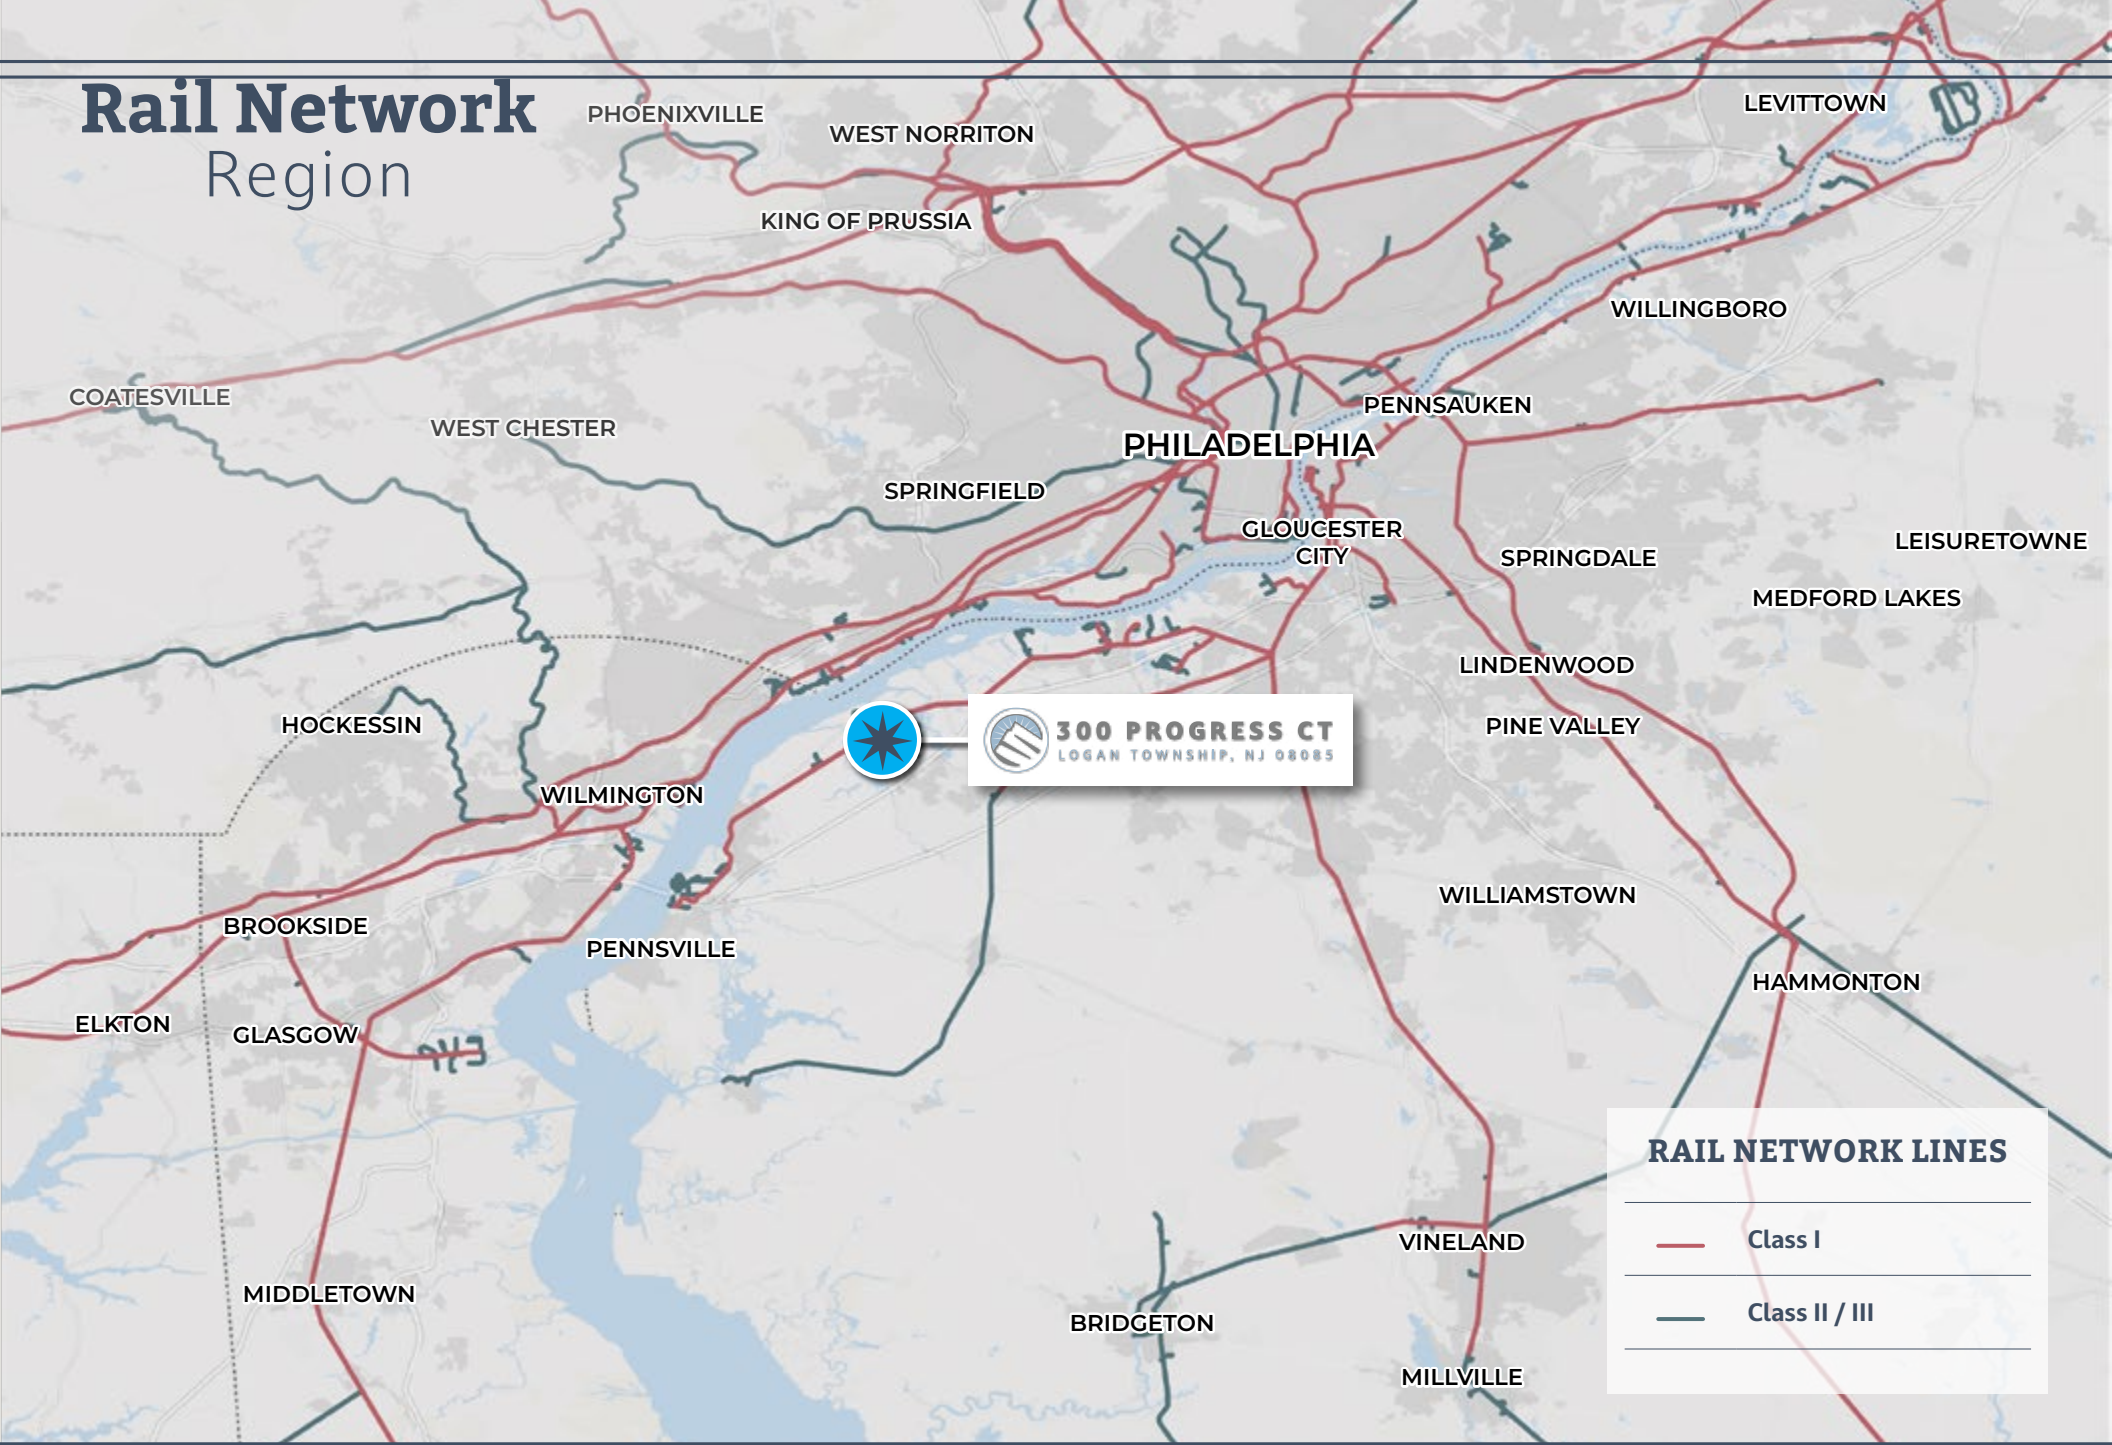 Rail Network
Region
PHOENIXVILLE
WEST NORRITON
LEVITTOWN
KING OF PRUSSIA
WILLINGBORO
COATESVILLE
WEST CHESTER
PENNSAUKEN
PHILADELPHIA
SPRINGFIELD
GLOUCESTER
CITY
SPRINGDALE
LEISURETOWNE
MEDFORD LAKES
LINDENWOOD
HOCKESSIN
PINE VALLEY
300 PROGRESS CT
LOGAN TOWNSHIP, NJ 08085
WILMINGTON
WILLIAMSTOWN
BROOKSIDE
PENNSVILLE
HAMMONTON
ELKTON
GLASGOW
VINELAND
MIDDLETOWN
BRIDGETON
MILLVILLE
RAIL NETWORK LINES
Class I
Class II / III